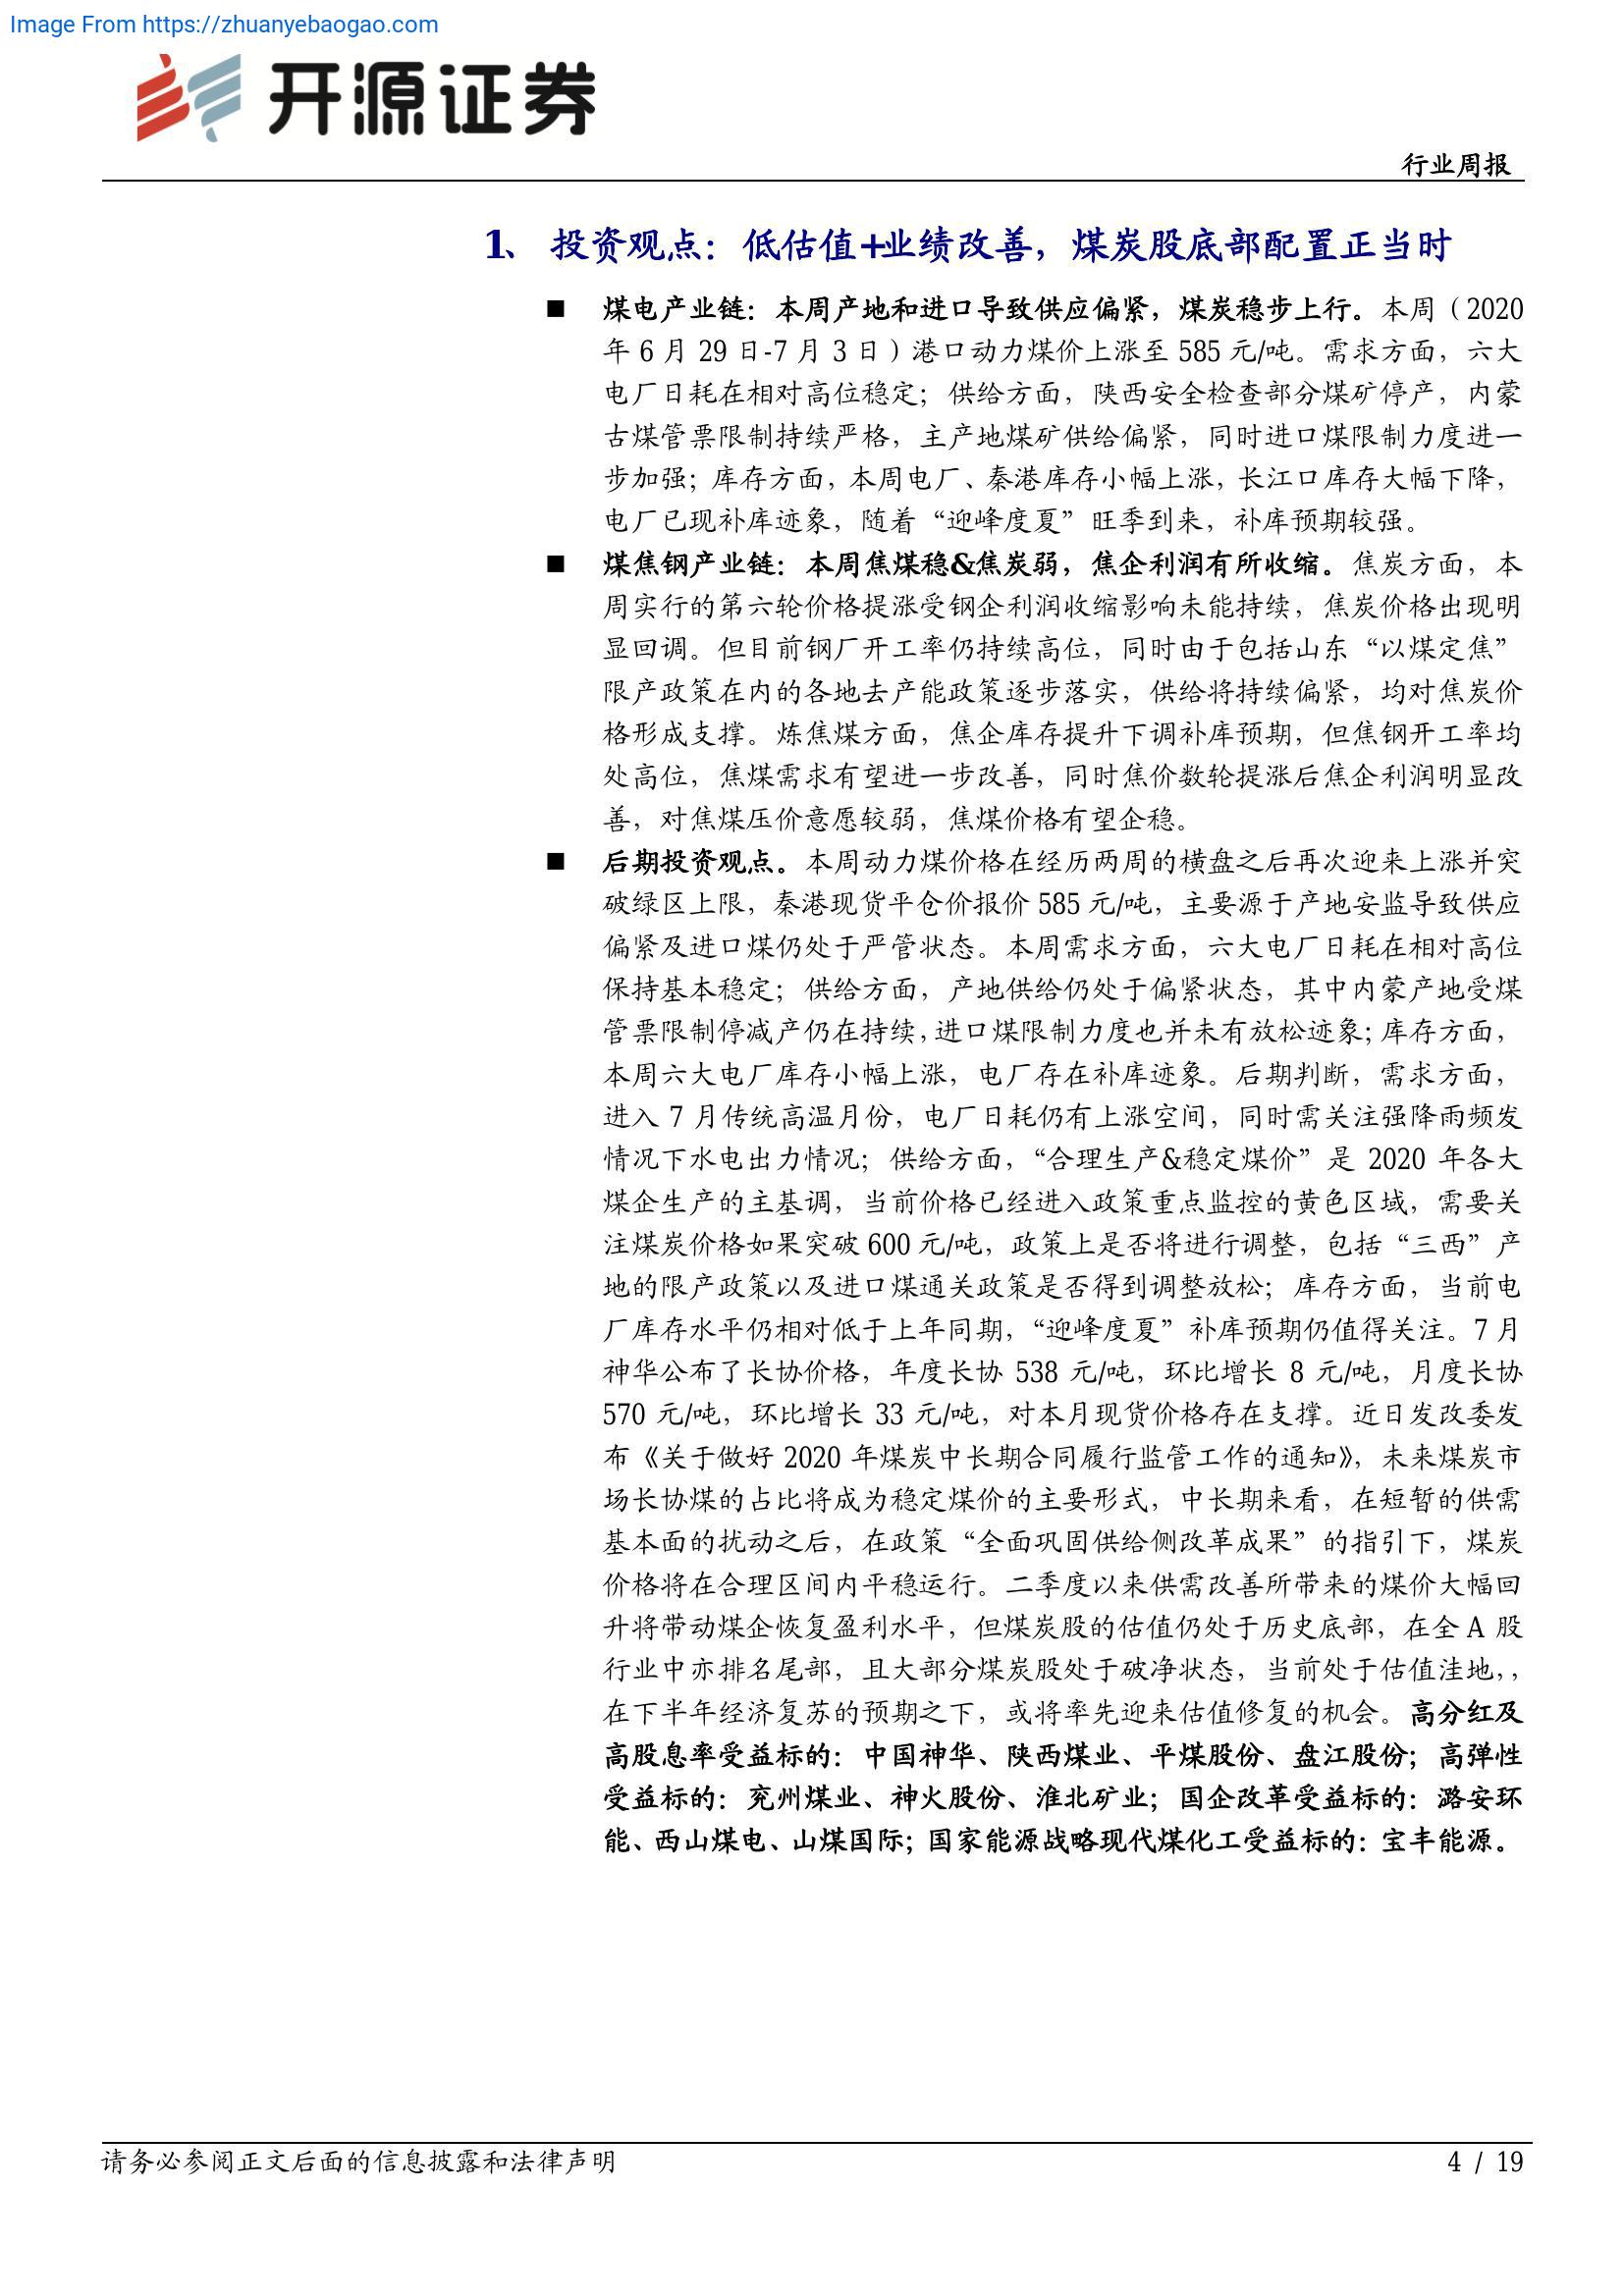 Image From https://zhuanyebaogao.com
开源证券
行业周报
1、 投资观点：低估值+业绩改善，煤炭股底部配置正当时
■ 煤电产业链：本周产地和进口导致供应偏紧，煤炭稳步上行。本周（2020
年 6 月 29 日-7 月 3 日）港口动力煤价上涨至 585 元/吨。需求方面，六大
电厂日耗在相对高位稳定；供给方面，陕西安全检查部分煤矿停产，内蒙
古煤管票限制持续严格，主产地煤矿供给偏紧，同时进口煤限制力度进一
步加强；库存方面，本周电厂、秦港库存小幅上涨，长江口库存大幅下降，
电厂已现补库迹象，随着“迎峰度夏”旺季到来，补库预期较强。
■ 煤焦钢产业链：本周焦煤稳&焦炭弱，焦企利润有所收缩。焦炭方面，本
周实行的第六轮价格提涨受钢企利润收缩影响未能持续，焦炭价格出现明
显回调。但目前钢厂开工率仍持续高位，同时由于包括山东“以煤定焦”
限产政策在内的各地去产能政策逐步落实，供给将持续偏紧，均对焦炭价
格形成支撑。炼焦煤方面，焦企库存提升下调补库预期，但焦钢开工率均
处高位，焦煤需求有望进一步改善，同时焦价数轮提涨后焦企利润明显改
善，对焦煤压价意愿较弱，焦煤价格有望企稳。
■ 后期投资观点。本周动力煤价格在经历两周的横盘之后再次迎来上涨并突
破绿区上限，秦港现货平仓价报价 585 元/吨，主要源于产地安监导致供应
偏紧及进口煤仍处于严管状态。本周需求方面，六大电厂日耗在相对高位
保持基本稳定；供给方面，产地供给仍处于偏紧状态，其中内蒙产地受煤
管票限制停减产仍在持续，进口煤限制力度也并未有放松迹象；库存方面，
本周六大电厂库存小幅上涨，电厂存在补库迹象。后期判断，需求方面，
进入 7 月传统高温月份，电厂日耗仍有上涨空间，同时需关注强降雨频发
情况下水电出力情况；供给方面，“合理生产&稳定煤价”是 2020 年各大
煤企生产的主基调，当前价格已经进入政策重点监控的黄色区域，需要关
注煤炭价格如果突破 600 元/吨，政策上是否将进行调整，包括“三西”产
地的限产政策以及进口煤通关政策是否得到调整放松；库存方面，当前电
厂库存水平仍相对低于上年同期，“迎峰度夏”补库预期仍值得关注。7 月
神华公布了长协价格，年度长协 538 元/吨，环比增长 8 元/吨，月度长协
570 元/吨，环比增长 33 元/吨，对本月现货价格存在支撑。近日发改委发
布《关于做好 2020 年煤炭中长期合同履行监管工作的通知》，未来煤炭市
场长协煤的占比将成为稳定煤价的主要形式，中长期来看，在短暂的供需
基本面的扰动之后，在政策“全面巩固供给侧改革成果”的指引下，煤炭
价格将在合理区间内平稳运行。二季度以来供需改善所带来的煤价大幅回
升将带动煤企恢复盈利水平，但煤炭股的估值仍处于历史底部，在全 A 股
行业中亦排名尾部，且大部分煤炭股处于破净状态，当前处于估值洼地，，
在下半年经济复苏的预期之下，或将率先迎来估值修复的机会。高分红及
高股息率受益标的：中国神华、陕西煤业、平煤股份、盘江股份；高弹性
受益标的：兖州煤业、神火股份、淮北矿业；国企改革受益标的：潞安环
能、西山煤电、山煤国际；国家能源战略现代煤化工受益标的：宝丰能源。
请务必参阅正文后面的信息披露和法律声明
4 / 19